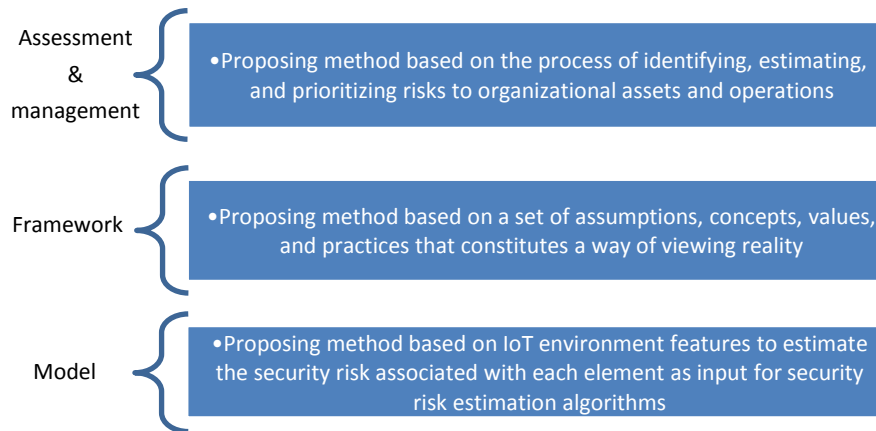 Assessment
&
management
•Proposing method based on the process of identifying, estimating,
and prioritizing risks to organizational assets and operations
Framework
•Proposing method based on a set of assumptions, concepts, values,
and practices that constitutes a way of viewing reality
Model
•Proposing method based on IoT environment features to estimate
the security risk associated with each element as input for security
risk estimation algorithms